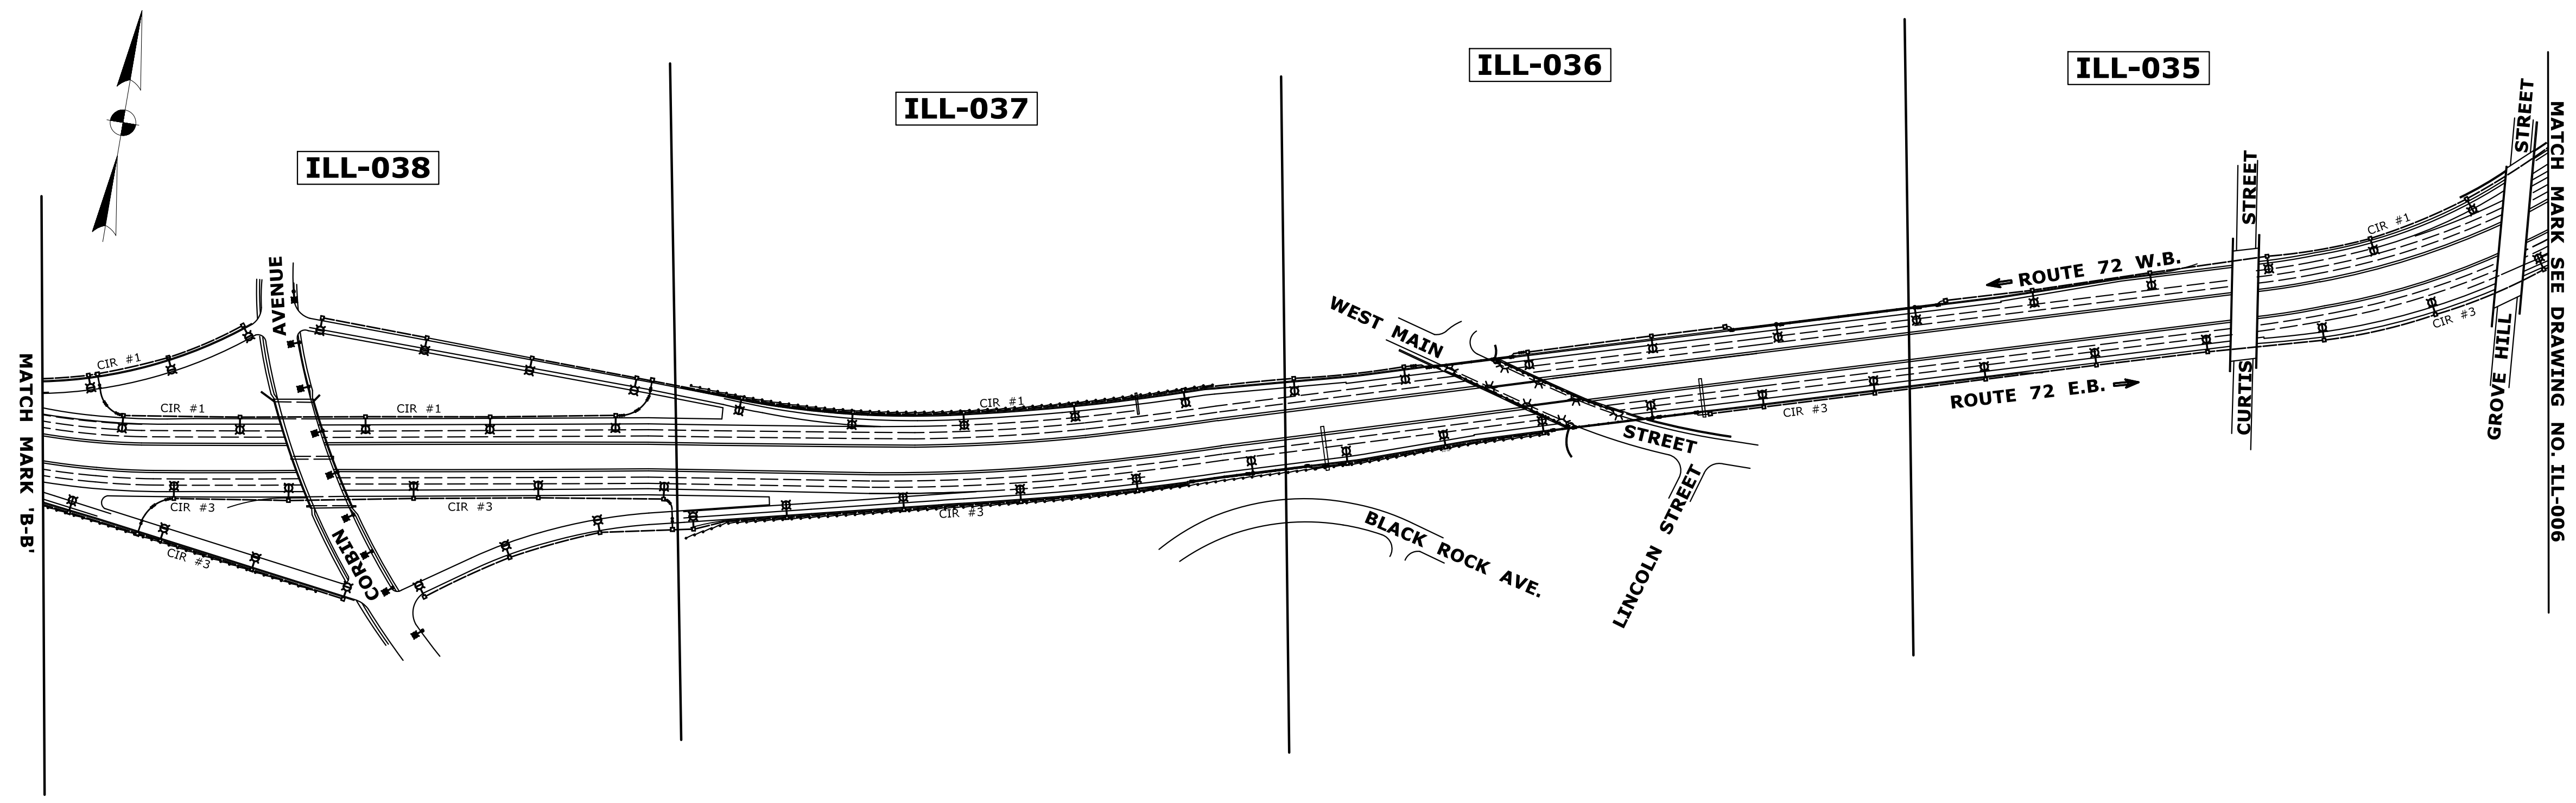 ILL-038
ILL-037
ILL-036
ILL-035
MATCH MARK 'B-B'
AVENUE
CORBIN
CIR #1
CIR #1
CIR #1
CIR #3
CIR #3
CIR #3
CIR #1
CIR #3
WEST MAIN
STREET
BLACK ROCK AVE.
LINCOLN STREET
CIR #3
ROUTE 72 W.B.
ROUTE 72 E.B.
STREET
CURTIS
CIR #1
CIR #3
STREET
GROVE HILL
MATCH MARK SEE DRAWING NO. ILL-006